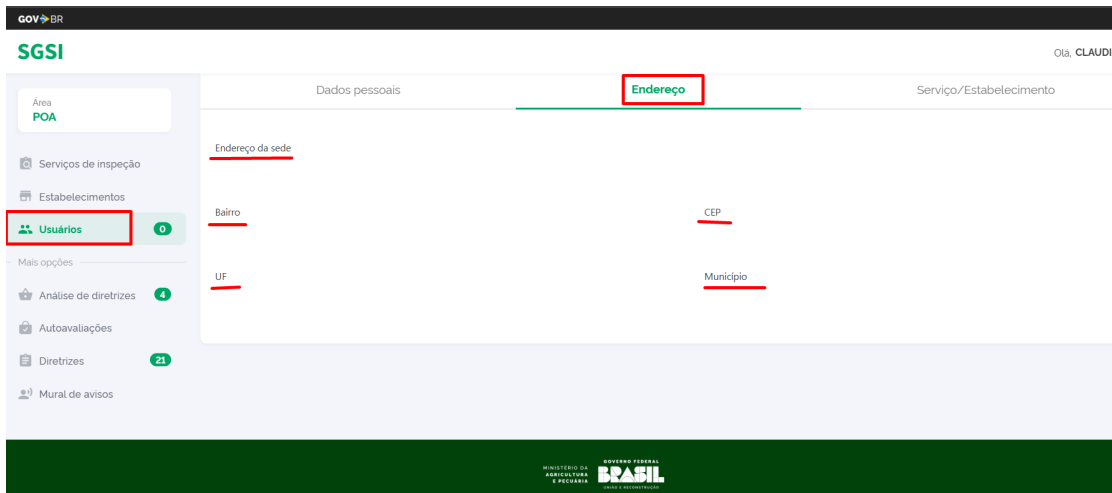 GOV BR
SGSI
Olá, CLAUDI
Área
POA
Dados pessoais
Endereço
Serviço/Estabelecimento
Serviços de inspeção
Estabelecimentos
Usuários 0
Mais opções
Análise de diretrizes 4
Autoavaliações
Diretrizes 21
Mural de avisos
Endereço da sede
Bairro
CEP
UF
Município
MINISTÉRIO DA
AGRICULTURA
E PECUÁRIA
GOVERNO FEDERAL
BRASIL
UNIÃO E RECONSTRUÇÃO